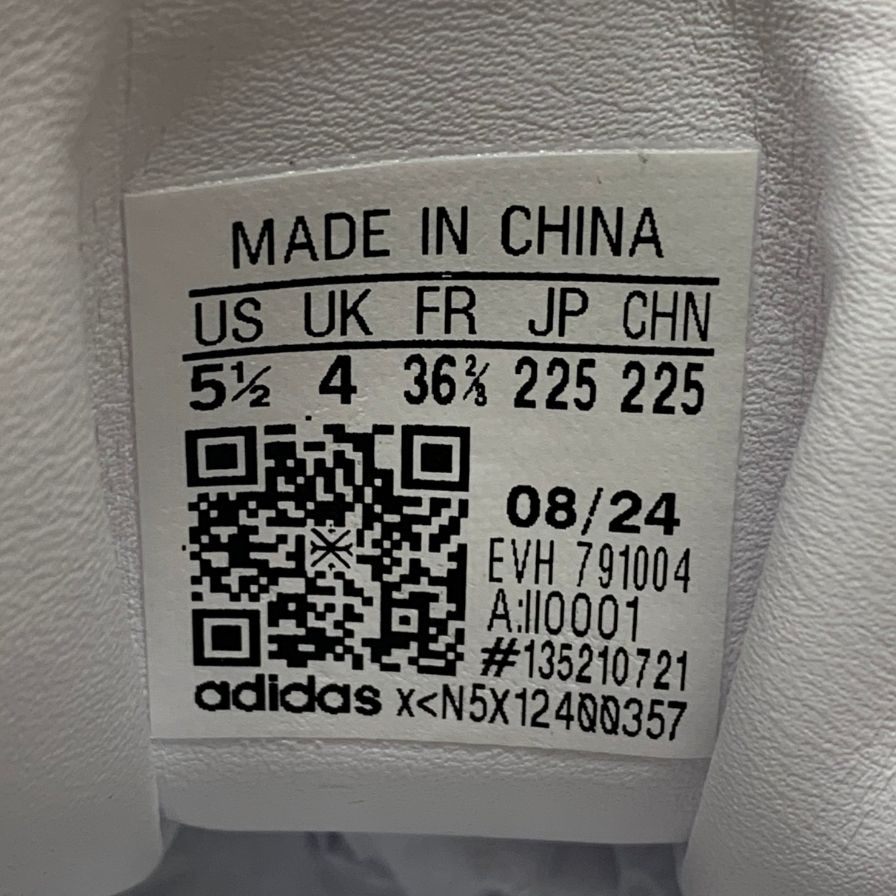 MADE IN CHINA
US UK FR JP CHN
5½ 4 36⅔ 225 225
08/24
EVH 791004
A:II0001
#135210721
adidas x<N5X12400357